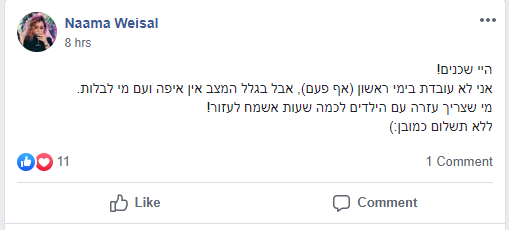 Naama Weisal
8 hrs
היי שכנים!
אני לא עובדת בימי ראשון (אף פעם), אבל בגלל המצב אין איפה ועם מי לבלות.
מי שצריך עזרה עם הילדים לכמה שעות אשמח לעזור!
ללא תשלום כמובן:)
11
1 Comment
Like
Comment